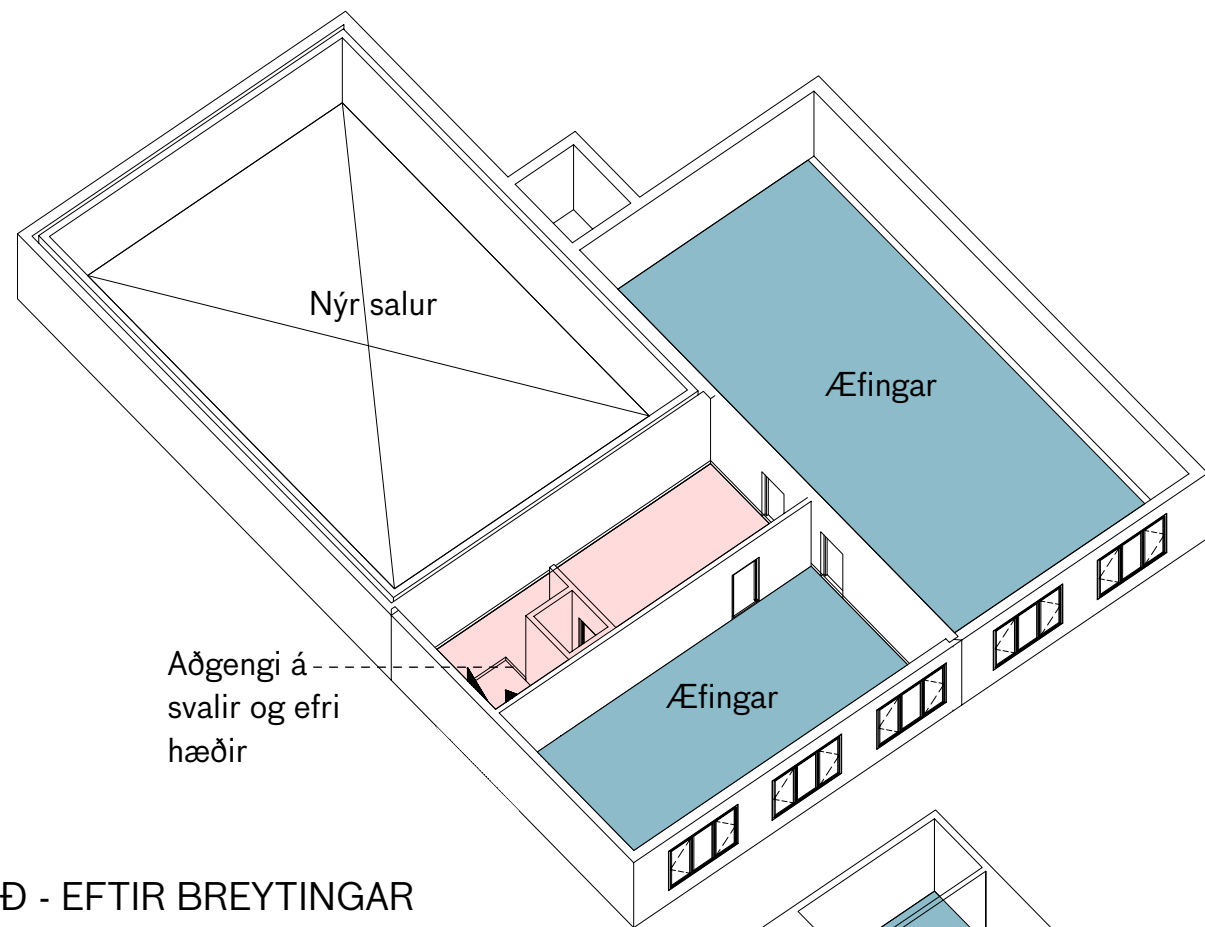 Nýr salur
Æfingar
Aðgengi á
svalir og efri
hæðir
Æfingar
Ð - EFTIR BREYTINGAR